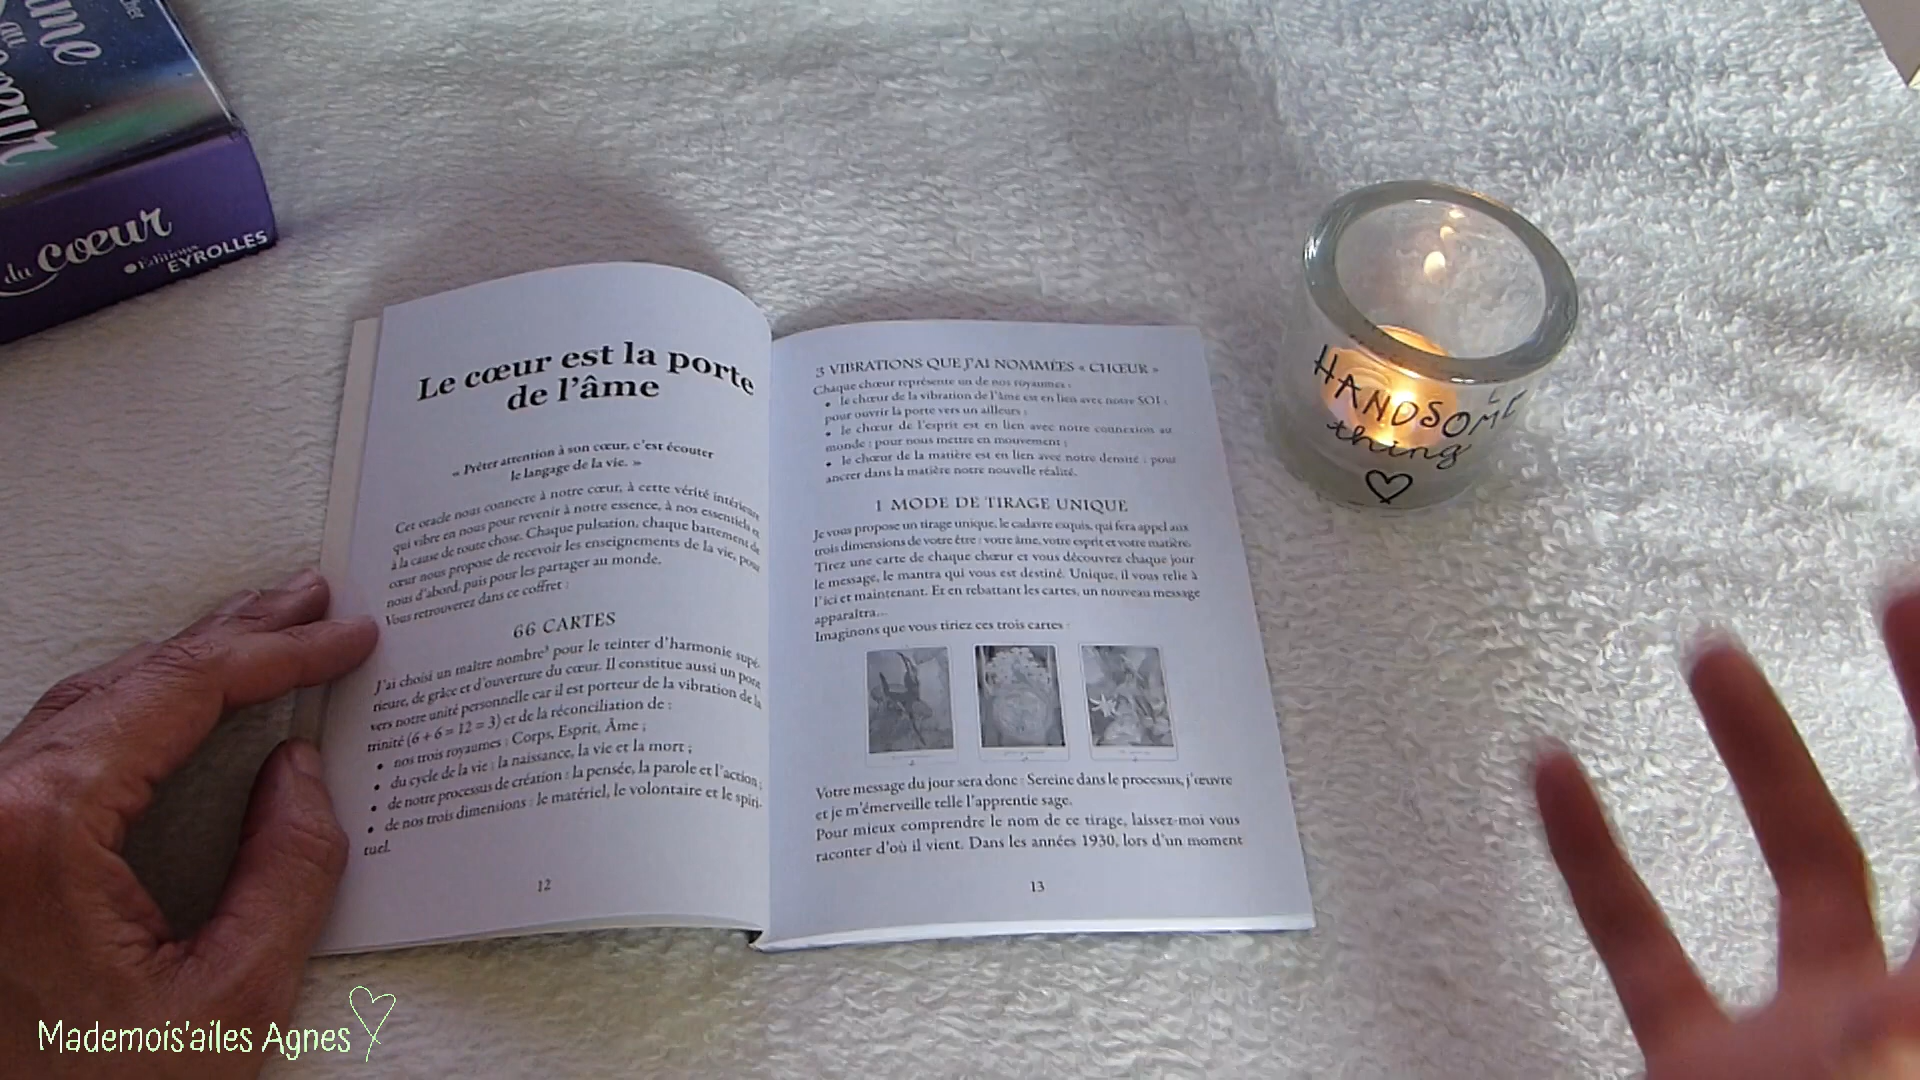 cher
âme
au
cœur
du cœur
Éditions
EYROLLES
Le cœur est la porte
de l'âme
« Prêter attention à son cœur, c'est écouter
le langage de la vie. »
Cet oracle nous connecte à notre cœur, à cette vérité intérieure
qui vibre en nous pour revenir à notre essence, à nos essentiels et
à la cause de toute chose. Chaque pulsation, chaque battement de
cœur nous propose de recevoir les enseignements de la vie, pour
nous d'abord, puis pour les partager au monde.
Vous retrouverez dans ce coffret :
66 CARTES
J'ai choisi un maître nombre³ pour le teinter d'harmonie supé-
rieure, de grâce et d'ouverture du cœur. Il constitue aussi un pont
vers notre unité personnelle car il est porteur de la vibration de la
trinité (6 + 6 = 12 = 3) et de la réconciliation de :
• nos trois royaumes : Corps, Esprit, Âme ;
• du cycle de la vie : la naissance, la vie et la mort ;
• de notre processus de création : la pensée, la parole et l'action ;
• de nos trois dimensions : le matériel, le volontaire et le spiri-
tuel.
12
3 VIBRATIONS QUE J'AI NOMMÉES « CHŒUR »
Chaque chœur représente un de nos royaumes :
• le chœur de la vibration de l'âme est en lien avec notre SOI :
pour ouvrir la porte vers un ailleurs ;
• le chœur de l'esprit est en lien avec notre connexion au
monde : pour nous mettre en mouvement ;
• le chœur de la matière est en lien avec notre densité : pour
ancrer dans la matière notre nouvelle réalité.
1 MODE DE TIRAGE UNIQUE
Je vous propose un tirage unique, le cadavre exquis, qui fera appel aux
trois dimensions de votre être : votre âme, votre esprit et votre matière.
Tirez une carte de chaque chœur et vous découvrez chaque jour
le message, le mantra qui vous est destiné. Unique, il vous relie à
l'ici et maintenant. Et en rebattant les cartes, un nouveau message
apparaîtra...
Imaginons que vous tiriez ces trois cartes :
Votre message du jour sera donc : Sereine dans le processus, j'œuvre
et je m'émerveille telle l'apprentie sage.
Pour mieux comprendre le nom de ce tirage, laissez-moi vous
raconter d'où il vient. Dans les années 1930, lors d'un moment
13
HANDSOME
thing
Mademois'ailes Agnes